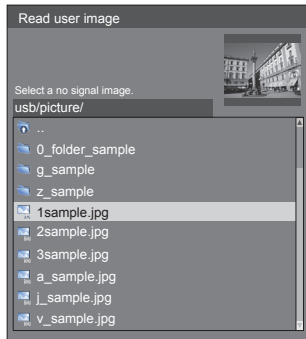 Read user image
Select a no signal image.
usb/picture/
..
0_folder_sample
g_sample
z_sample
1sample.jpg
2sample.jpg
3sample.jpg
a_sample.jpg
j_sample.jpg
v_sample.jpg